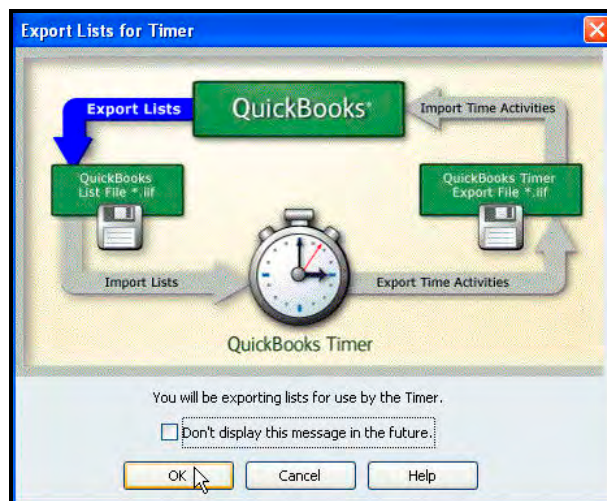 Export Lists for Timer
Export Lists
QuickBooks®
Import Time Activities
QuickBooks
List File *.iif
QuickBooks Timer
Export File *.iif
Import Lists
Export Time Activities
QuickBooks Timer
You will be exporting lists for use by the Timer.
Don't display this message in the future.
OK
Cancel
Help